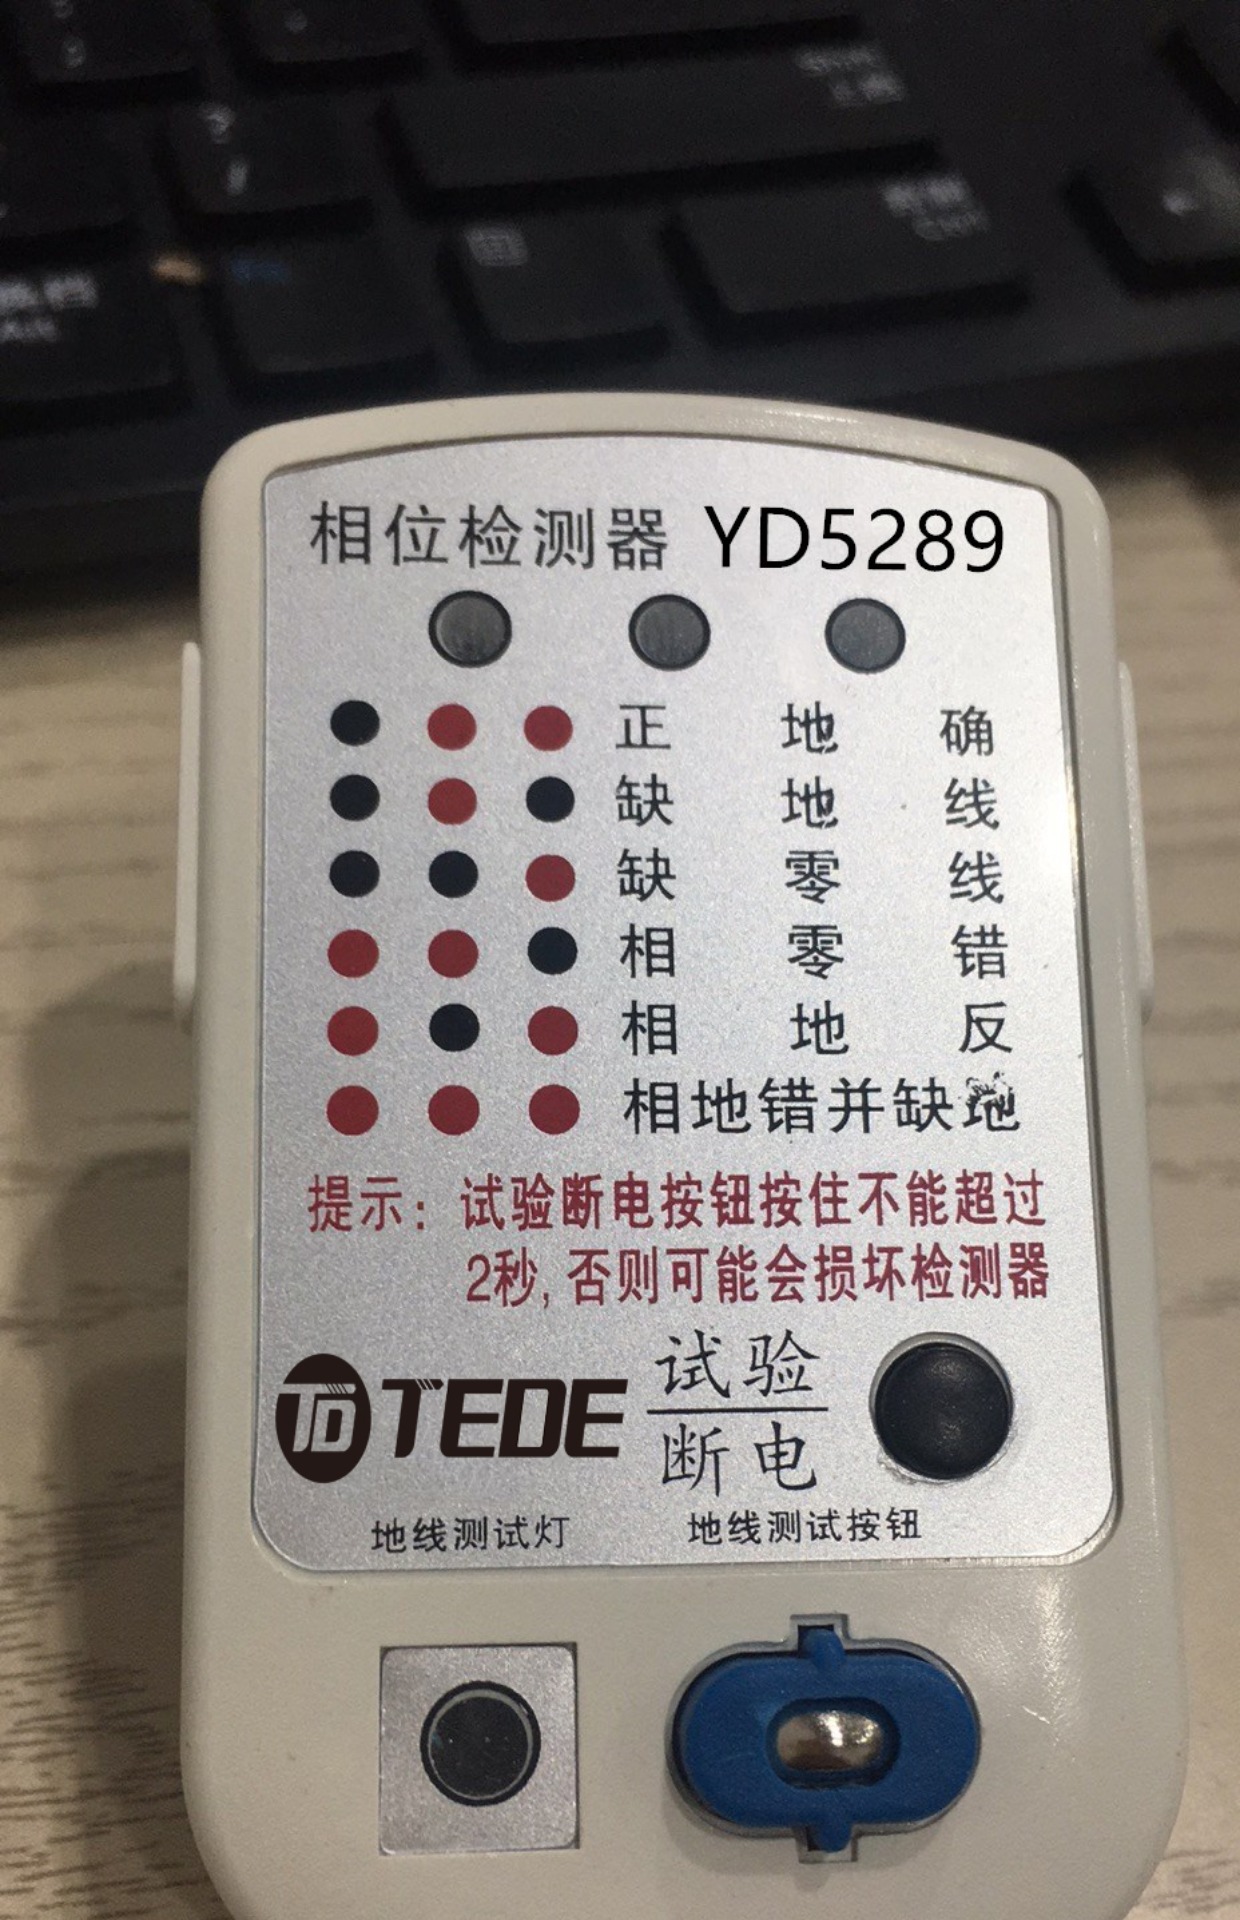 相位检测器 YD5289
正地确
缺地线
缺零线
相零错
相地反
相地错并缺地
提示：试验断电按钮按住不能超过
2秒，否则可能会损坏检测器
TD TEDE
试验
断电
地线测试灯 地线测试按钮